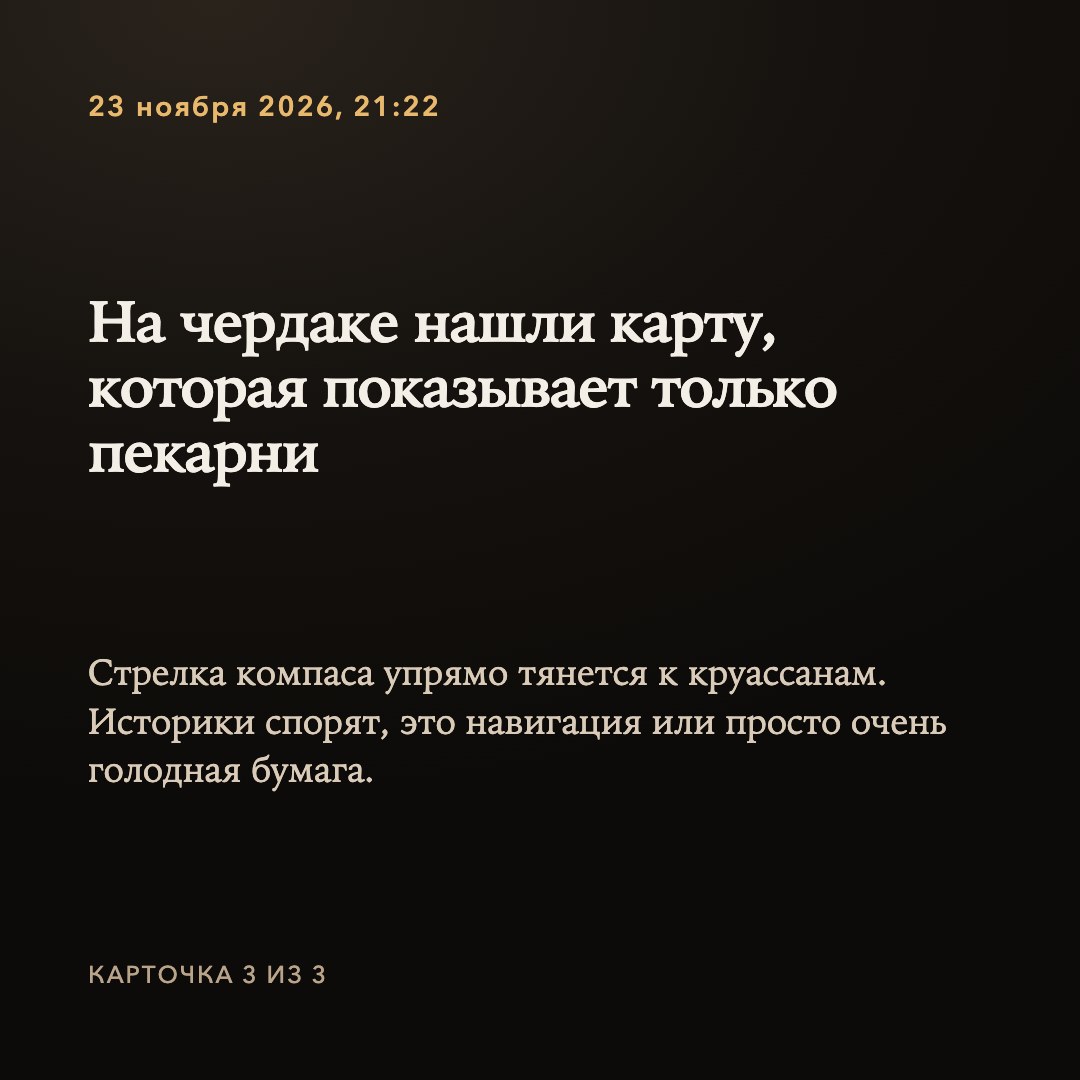 23 ноября 2026, 21:22
На чердаке нашли карту,
которая показывает только
пекарни
Стрелка компаса упрямо тянется к круассанам.
Историки спорят, это навигация или просто очень
голодная бумага.
КАРТОЧКА 3 ИЗ 3